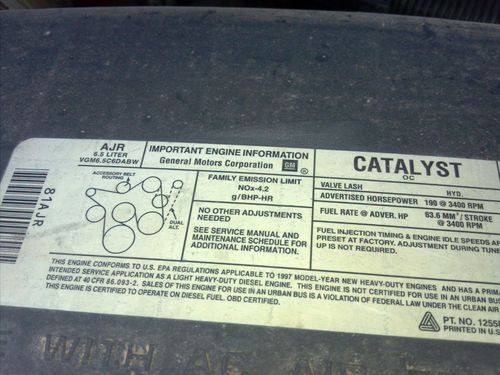 81AJR
AJR
6.5 LITER
VGM6.5C6DABW
ACCESSORY BELT
ROUTING
DUAL
ALT.
IMPORTANT ENGINE INFORMATION
General Motors Corporation GM
FAMILY EMISSION LIMIT
NOx-4.2
g/BHP-HR
NO OTHER ADJUSTMENTS
NEEDED
SEE SERVICE MANUAL AND
MAINTENANCE SCHEDULE FOR
ADDITIONAL INFORMATION.
CATALYST
OC
VALVE LASH HYD.
ADVERTISED HORSEPOWER 190 @ 3400 RPM
FUEL RATE @ ADVER. HP 63.6 MM³/STROKE
@ 3400 RPM
FUEL INJECTION TIMING & ENGINE IDLE SPEEDS AR
PRESET AT FACTORY. ADJUSTMENT DURING TUNE
UP IS NOT REQUIRED.
THIS ENGINE CONFORMS TO U.S. EPA REGULATIONS APPLICABLE TO 1997 MODEL-YEAR NEW HEAVY-DUTY ENGINES AND HAS A PRIMA
INTENDED SERVICE APPLICATION AS A LIGHT HEAVY-DUTY DIESEL ENGINE. THIS ENGINE IS NOT CERTIFIED FOR USE IN AN URBAN BUS
DEFINED AT 40 CFR 86.093-2. SALES OF THIS ENGINE FOR USE IN AN URBAN BUS IS A VIOLATION OF FEDERAL LAW UNDER THE CLEAN AIR
THIS ENGINE IS CERTIFIED TO OPERATE ON DIESEL FUEL. OBD CERTIFIED.
PT. NO. 1255
PRINTED IN U.S
WITH AC